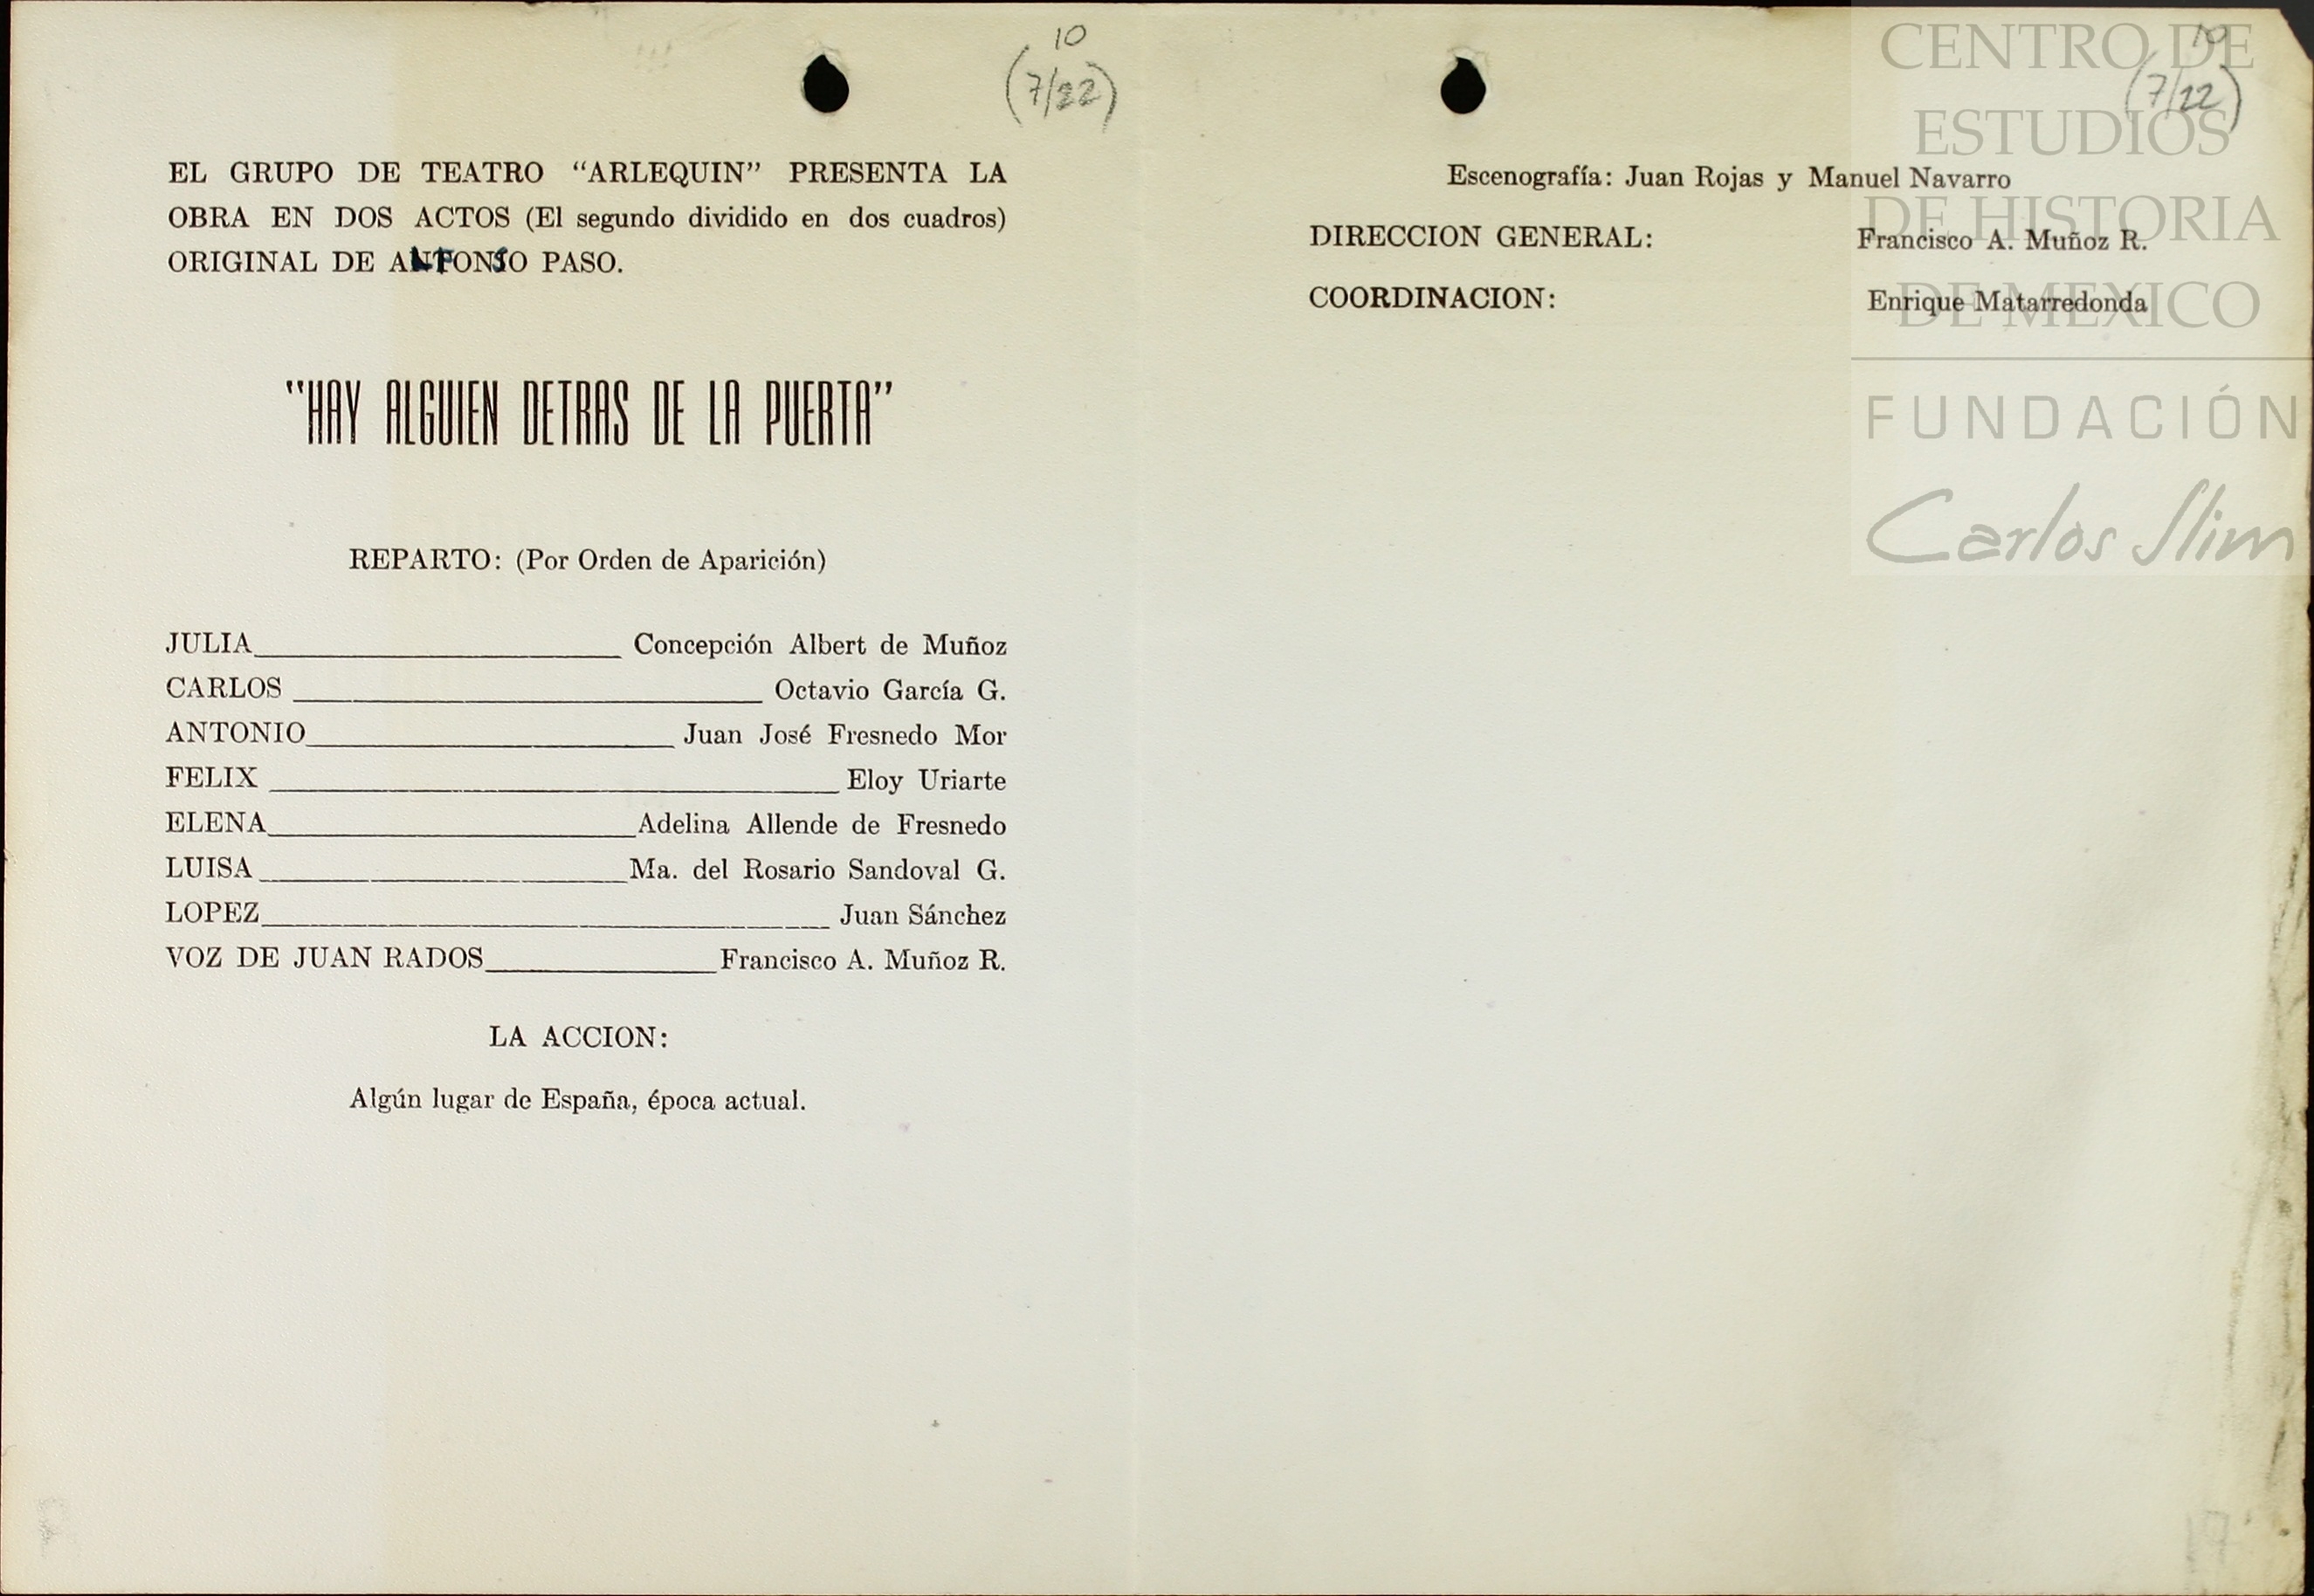 10
(7/22)
EL GRUPO DE TEATRO “ARLEQUIN” PRESENTA LA
OBRA EN DOS ACTOS (El segundo dividido en dos cuadros)
ORIGINAL DE ALFONSO PASO.
“HAY ALGUIEN DETRAS DE LA PUERTA”
REPARTO: (Por Orden de Aparición)
JULIA Concepción Albert de Muñoz
CARLOS Octavio García G.
ANTONIO Juan José Fresnedo Mor
FELIX Eloy Uriarte
ELENA Adelina Allende de Fresnedo
LUISA Ma. del Rosario Sandoval G.
LOPEZ Juan Sánchez
VOZ DE JUAN RADOS Francisco A. Muñoz R.
LA ACCION:
Algún lugar de España, época actual.
10
(7/22)
Escenografía: Juan Rojas y Manuel Navarro
DIRECCION GENERAL: Francisco A. Muñoz R.
COORDINACION: Enrique Matarredonda
CENTRO DE
ESTUDIOS
DE HISTORIA
DE MEXICO
FUNDACIÓN
Carlos Slim